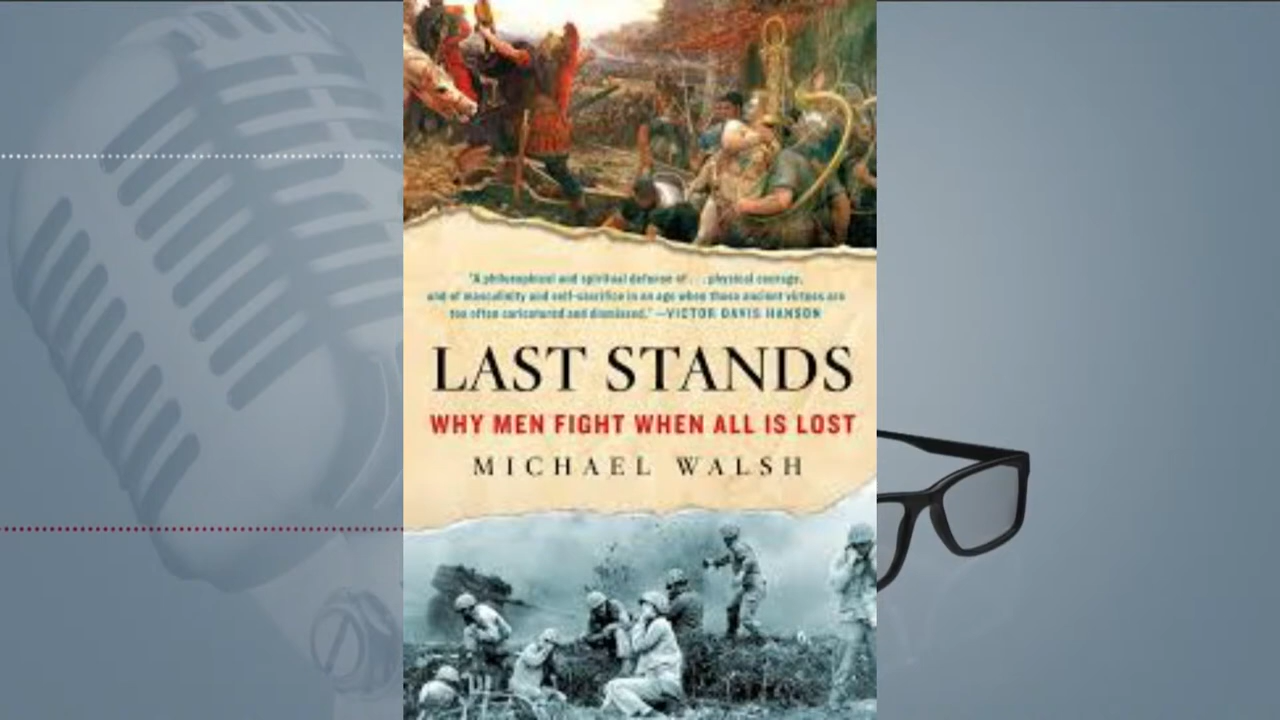 "A philosophical and spiritual defense of . . . physical courage,
and of masculinity and self-sacrifice in an age when those ancient virtues are
too often caricatured and dismissed." —VICTOR DAVIS HANSON
LAST STANDS
WHY MEN FIGHT WHEN ALL IS LOST
MICHAEL WALSH